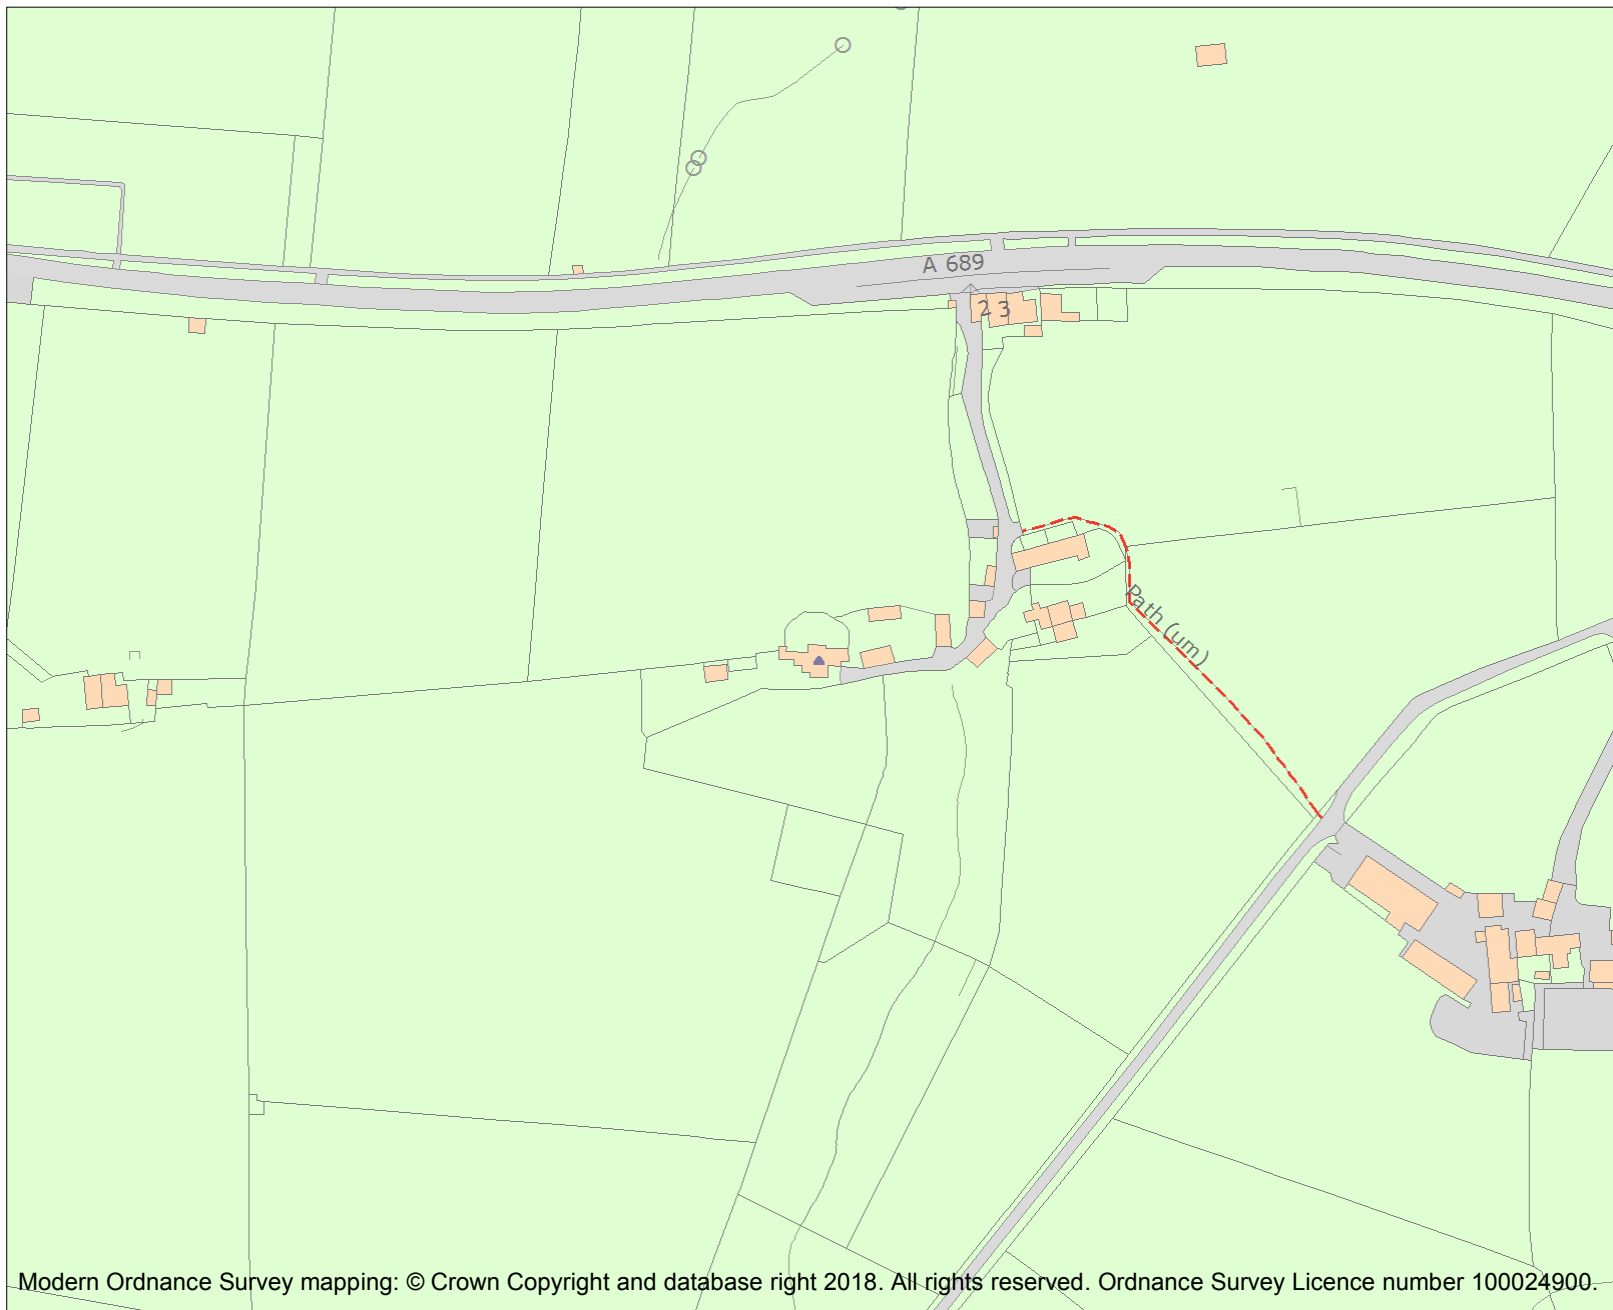 A 689
2 3
Path (um)
Modern Ordnance Survey mapping: © Crown Copyright and database right 2018. All rights reserved. Ordnance Survey Licence number 100024900.